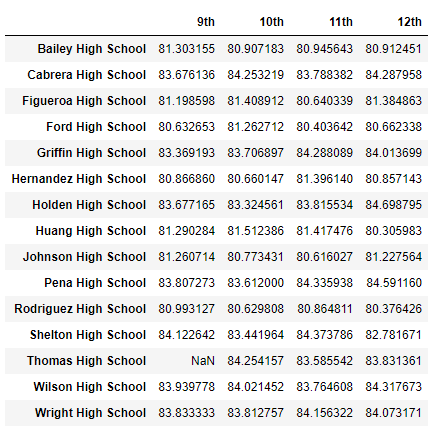 9th 10th 11th 12th
Bailey High School 81.303155 80.907183 80.945643 80.912451
Cabrera High School 83.676136 84.253219 83.788382 84.287958
Figueroa High School 81.198598 81.408912 80.640339 81.384863
Ford High School 80.632653 81.262712 80.403642 80.662338
Griffin High School 83.369193 83.706897 84.288089 84.013699
Hernandez High School 80.866860 80.660147 81.396140 80.857143
Holden High School 83.677165 83.324561 83.815534 84.698795
Huang High School 81.290284 81.512386 81.417476 80.305983
Johnson High School 81.260714 80.773431 80.616027 81.227564
Pena High School 83.807273 83.612000 84.335938 84.591160
Rodriguez High School 80.993127 80.629808 80.864811 80.376426
Shelton High School 84.122642 83.441964 84.373786 82.781671
Thomas High School NaN 84.254157 83.585542 83.831361
Wilson High School 83.939778 84.021452 83.764608 84.317673
Wright High School 83.833333 83.812757 84.156322 84.073171